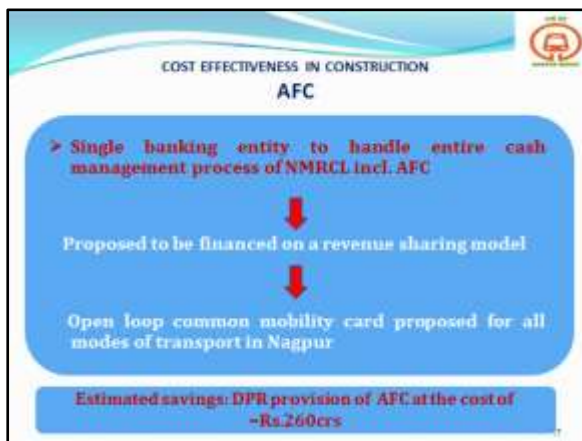 COST EFFECTIVENESS IN CONSTRUCTION
AFC
➤ Single banking entity to handle entire cash
management process of NMRCL incl. AFC
Proposed to be financed on a revenue sharing model
Open loop common mobility card proposed for all
modes of transport in Nagpur
Estimated savings: DPR provision of AFC at the cost of
~Rs.260crs